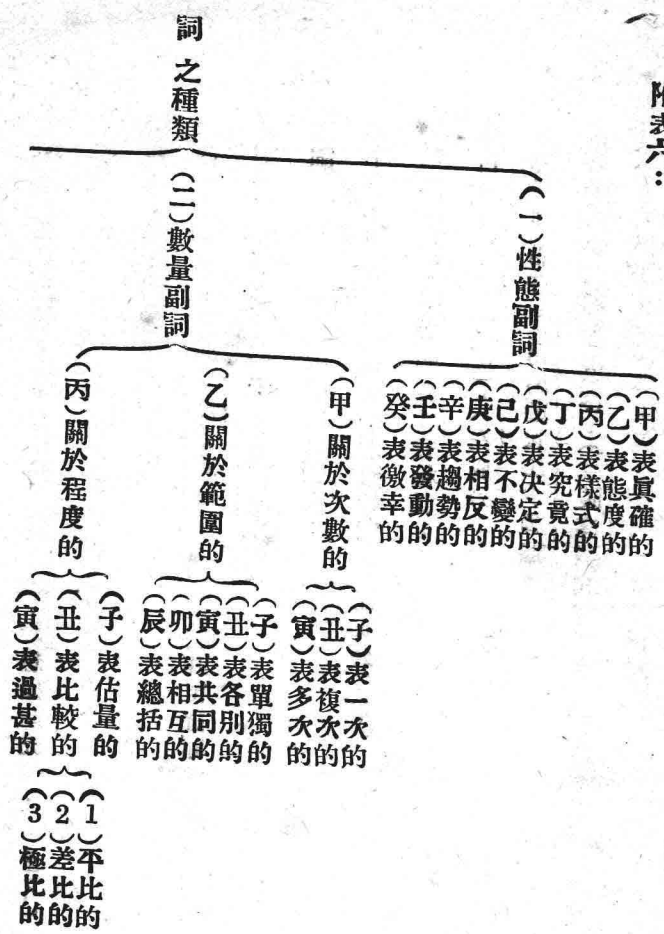 附表六：
（一）性態副詞
（甲）表眞確的
（乙）表態度的
（丙）表樣式的
（丁）表究竟的
（戊）表決定的
（己）表不變的
（庚）表相反的
（辛）表趨勢的
（壬）表發動的
（癸）表徼幸的
詞之種類
（二）數量副詞
（甲）關於次數的
（子）表一次的
（丑）表複次的
（寅）表多次的
（乙）關於範圍的
（子）表單獨的
（丑）表各別的
（寅）表共同的
（卯）表相互的
（辰）表總括的
（丙）關於程度的
（子）表估量的
（丑）表比較的
（1）平比的
（2）差比的
（3）極比的
（寅）表過甚的